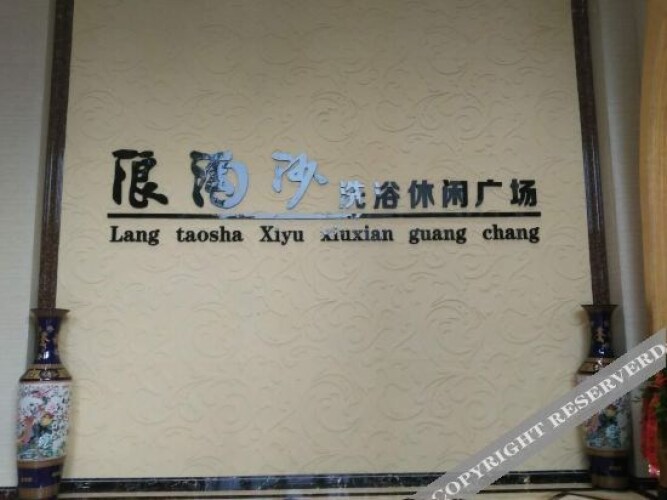 浪淘沙 洗浴休闲广场
Lang taosha Xiyu xiuxian guang chang
COPYRIGHT RESERVERD